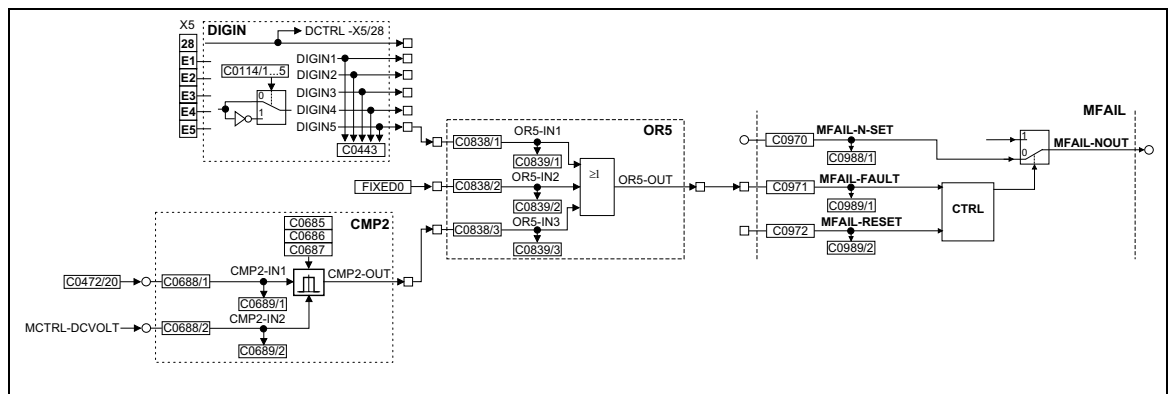 X5
DIGIN
28
DCTRL -X5/28
E1
E2
E3
E4
E5
C0114/1...5
0
1
DIGIN1
DIGIN2
DIGIN3
DIGIN4
DIGIN5
C0443
OR5
C0838/1
OR5-IN1
C0839/1
FIXED0
C0838/2
OR5-IN2
C0839/2
C0838/3
OR5-IN3
C0839/3
≥1
OR5-OUT
CMP2
C0685
C0686
C0687
C0472/20
C0688/1
CMP2-IN1
C0689/1
CMP2-OUT
MCTRL-DCVOLT
C0688/2
CMP2-IN2
C0689/2
MFAIL
C0970
MFAIL-N-SET
C0988/1
1
0
MFAIL-NOUT
C0971
MFAIL-FAULT
C0989/1
CTRL
C0972
MFAIL-RESET
C0989/2